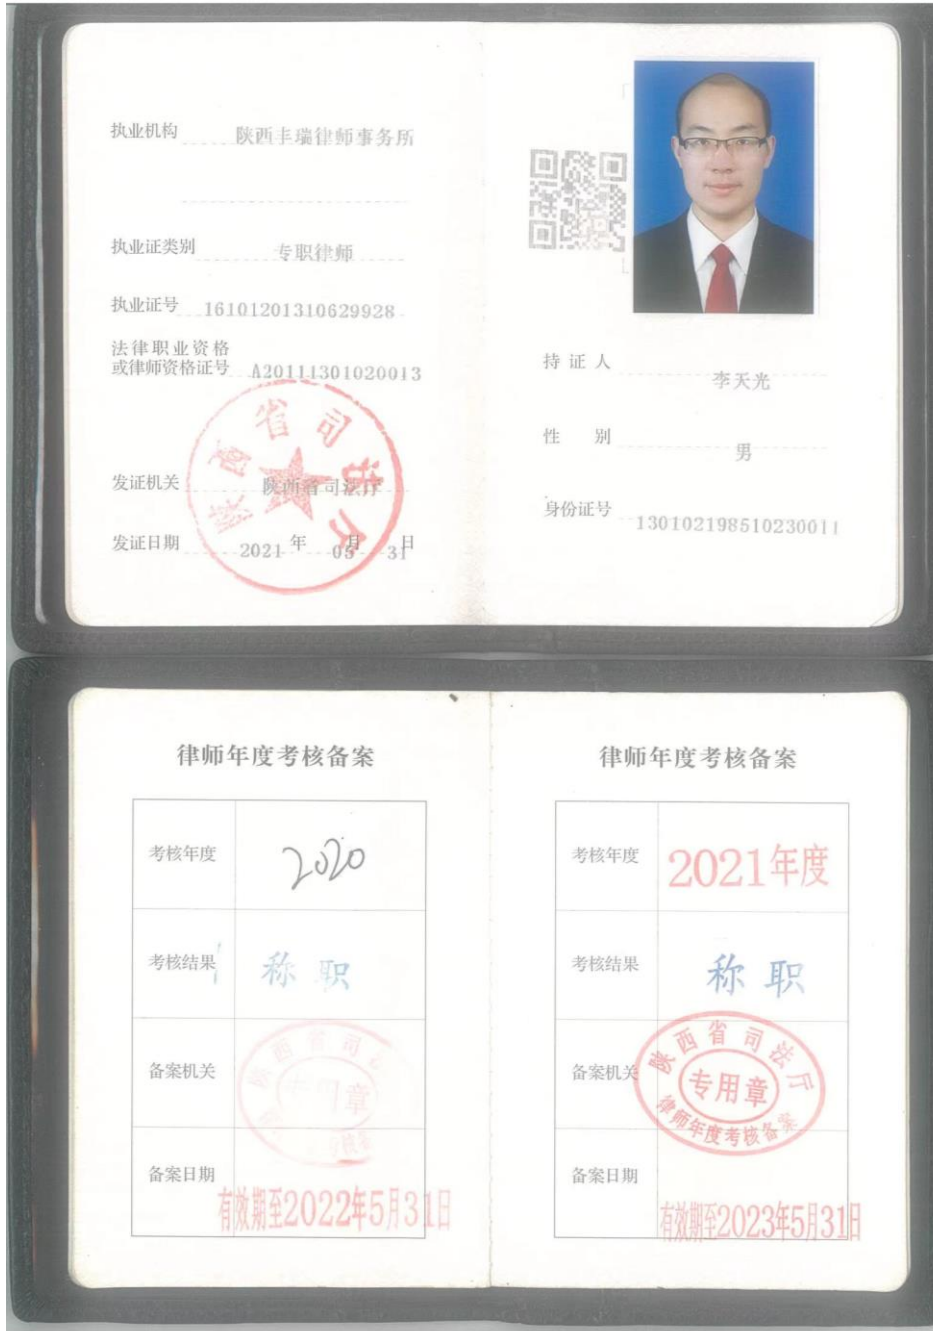 执业机构 陕西丰瑞律师事务所
执业证类别 专职律师
执业证号 16101201310629928
法律职业资格
或律师资格证号 A20111301020013
陕西省司法厅
发证机关 陕西省司法厅
发证日期 2021 年 05 月 31 日
持证人 李天光
性别 男
身份证号 130102198510230011
律师年度考核备案
考核年度 2020
考核结果 称职
备案机关
备案日期
有效期至2022年5月31日
律师年度考核备案
考核年度 2021年度
考核结果 称职
备案机关
陕西省司法厅
专用章
律师年度考核备案
备案日期
有效期至2023年5月31日